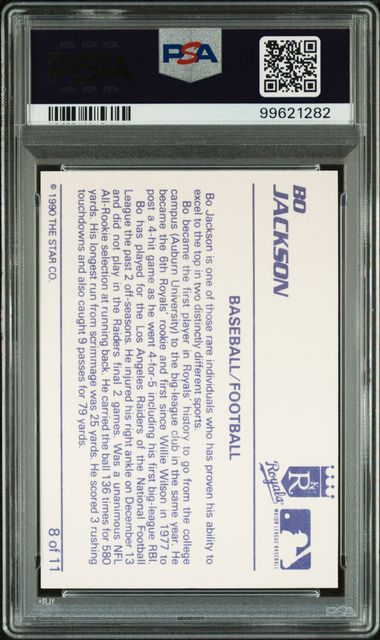 PSA
99621282
BO
JACKSON
Royals
KR
MAJOR LEAGUE BASEBALL
BASEBALL/FOOTBALL
Bo Jackson is one of those rare individuals who has proven his ability to
excel to the top in two distinctly different sports.
Bo became the first player in Royals' history to go from the college
campus (Auburn University) to the big-league club in the same year. He
became the 6th Royals' rookie and first since Willie Wilson in 1977 to
post a 4-hit game as he went 4-for-5 including his first big-league RBI.
Bo has played for the Los Angeles Raiders of the National Football
League the past 2 off-seasons. He injured his right ankle on December 13
and did not play in the Raiders final 2 games. Was a unanimous NFL
All-Rookie selection at running back. He carried the ball 136 times for 580
yards. His longest run from scrimmage was 25 yards. He scored 3 rushing
touchdowns and also caught 9 passes for 79 yards.
© 1990 THE STAR CO.
8 of 11